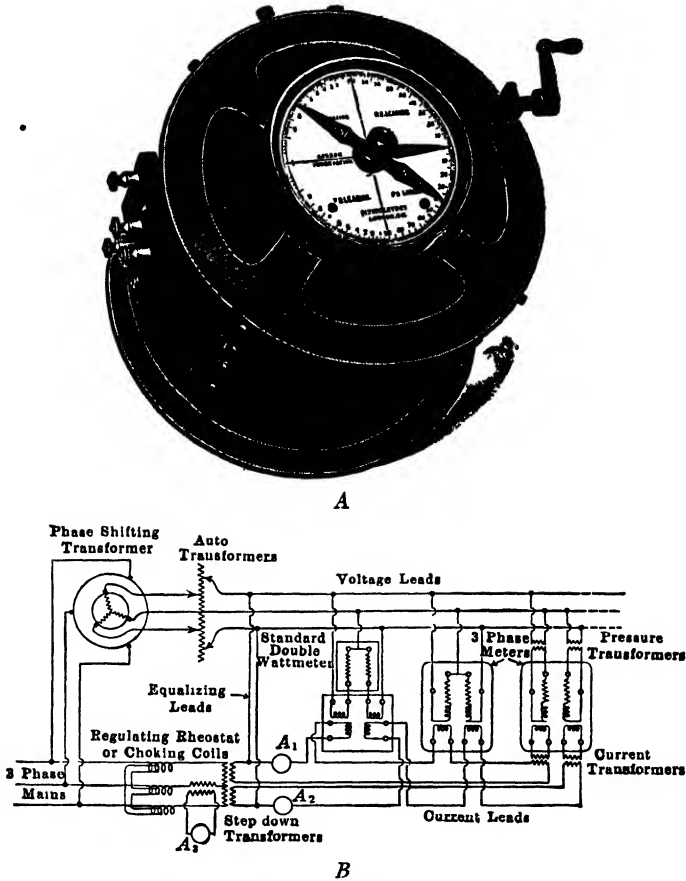 LEADING
A
Phase Shifting
Transformer
Auto
Transformers
Voltage Leads
Standard
Double
Wattmeter
3 Phase
Meters
Pressure
Transformers
Equalizing
Leads
Regulating Rheostat
or Choking Coils
A1
3 Phase
Mains
Current
Transformers
A2
A3
Step down
Transformers
Current Leads
B